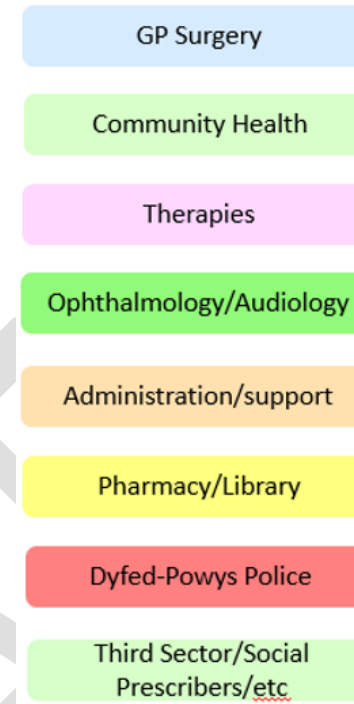 GP Surgery
Community Health
Therapies
Ophthalmology/Audiology
Administration/support
Pharmacy/Library
Dyfed-Powys Police
Third Sector/Social
Prescribers/etc